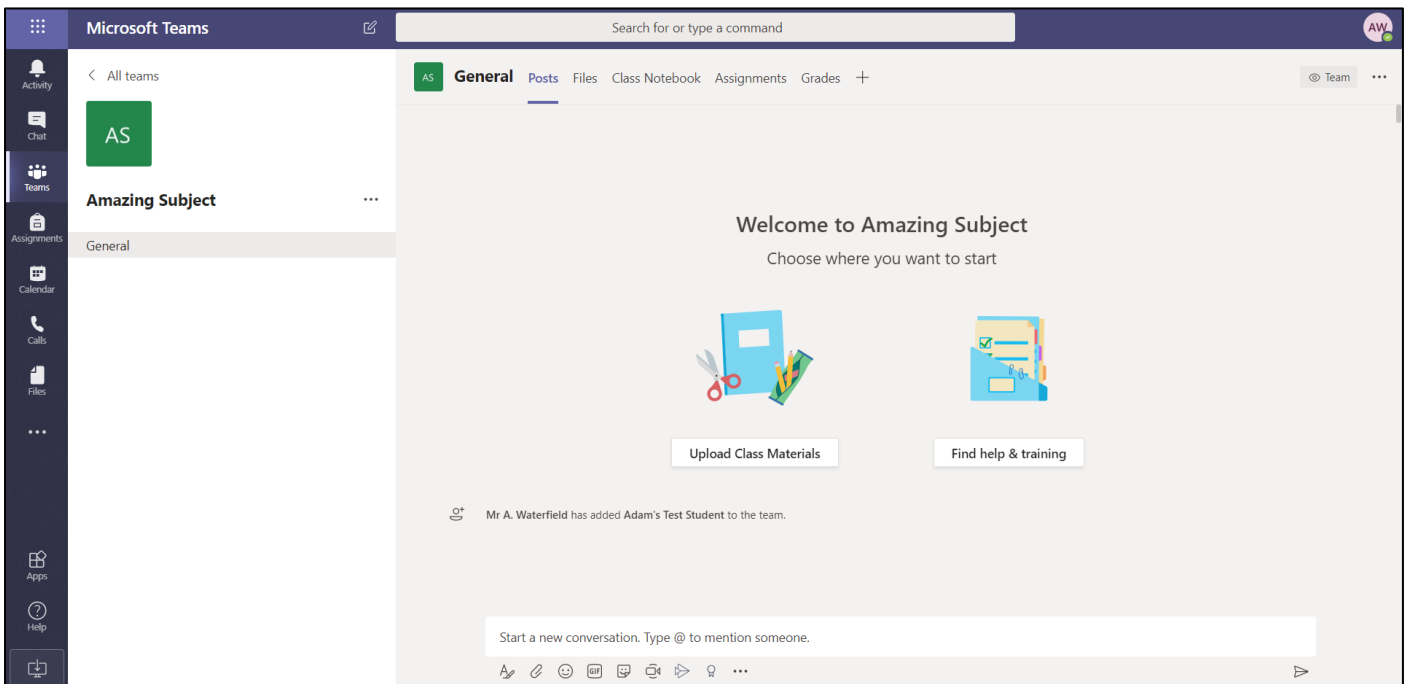 Microsoft Teams
Search for or type a command
AW
Activity
Chat
Teams
Assignments
Calendar
Calls
Files
Apps
Help
All teams
AS
Amazing Subject
General
AS General Posts Files Class Notebook Assignments Grades
Team
Welcome to Amazing Subject
Choose where you want to start
Upload Class Materials
Find help & training
Mr A. Waterfield has added Adam's Test Student to the team.
Start a new conversation. Type @ to mention someone.
GIF